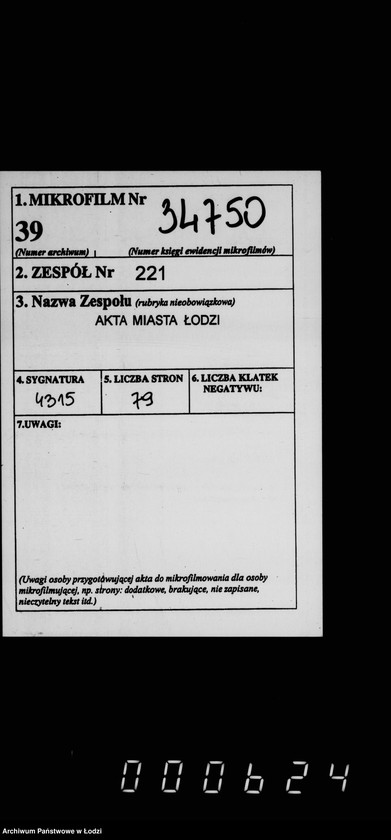 1. MIKROFILM Nr 34750
39
(Numer archiwum) (Numer księgi ewidencji mikrofilmów)
2. ZESPÓŁ Nr 221
3. Nazwa Zespołu (rubryka nieobowiązkowa)
AKTA MIASTA ŁODZI
4. SYGNATURA 5. LICZBA STRON 6. LICZBA KLATEK
NEGATYWU:
4315 79
7.UWAGI:
(Uwagi osoby przygotówującej akta do mikrofilmowania dla osoby
mikrofilmującej, np. strony: dodatkowe, brakujące, nie zapisane,
nieczytelny tekst itd.)
000624
Archiwum Państwowe w Łodzi